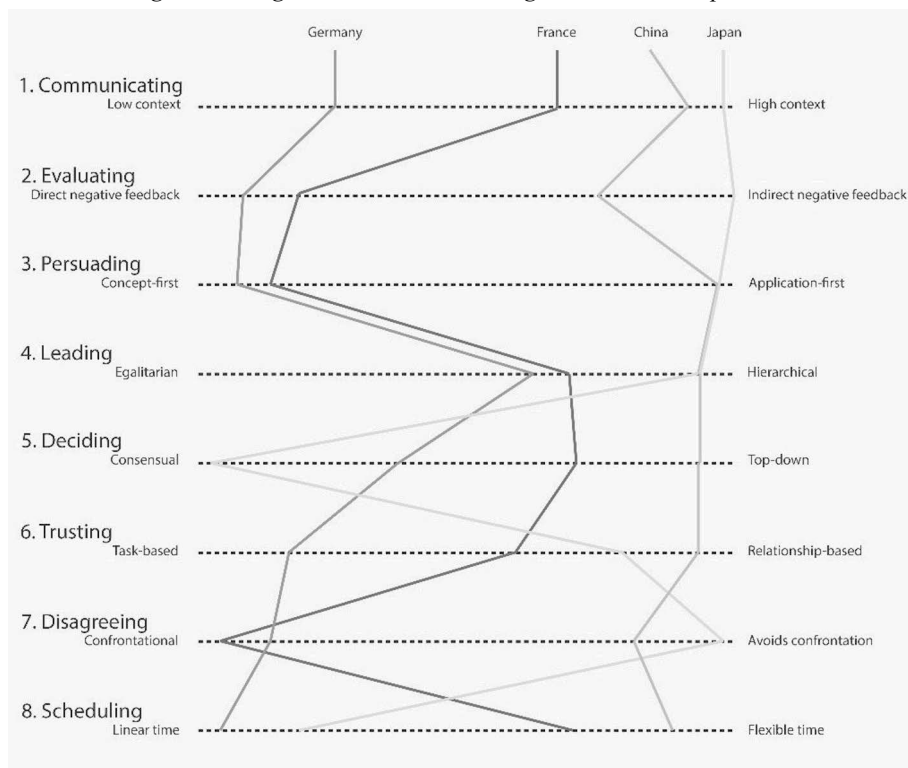 Germany France China Japan
1. Communicating
Low context High context
2. Evaluating
Direct negative feedback Indirect negative feedback
3. Persuading
Concept-first Application-first
4. Leading
Egalitarian Hierarchical
5. Deciding
Consensual Top-down
6. Trusting
Task-based Relationship-based
7. Disagreeing
Confrontational Avoids confrontation
8. Scheduling
Linear time Flexible time